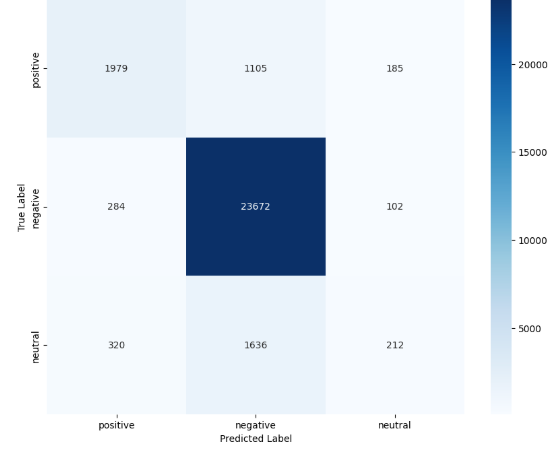 positive 1979 1105 185
negative 284 23672 102
neutral 320 1636 212
True Label
positive negative neutral
Predicted Label
20000
15000
10000
5000